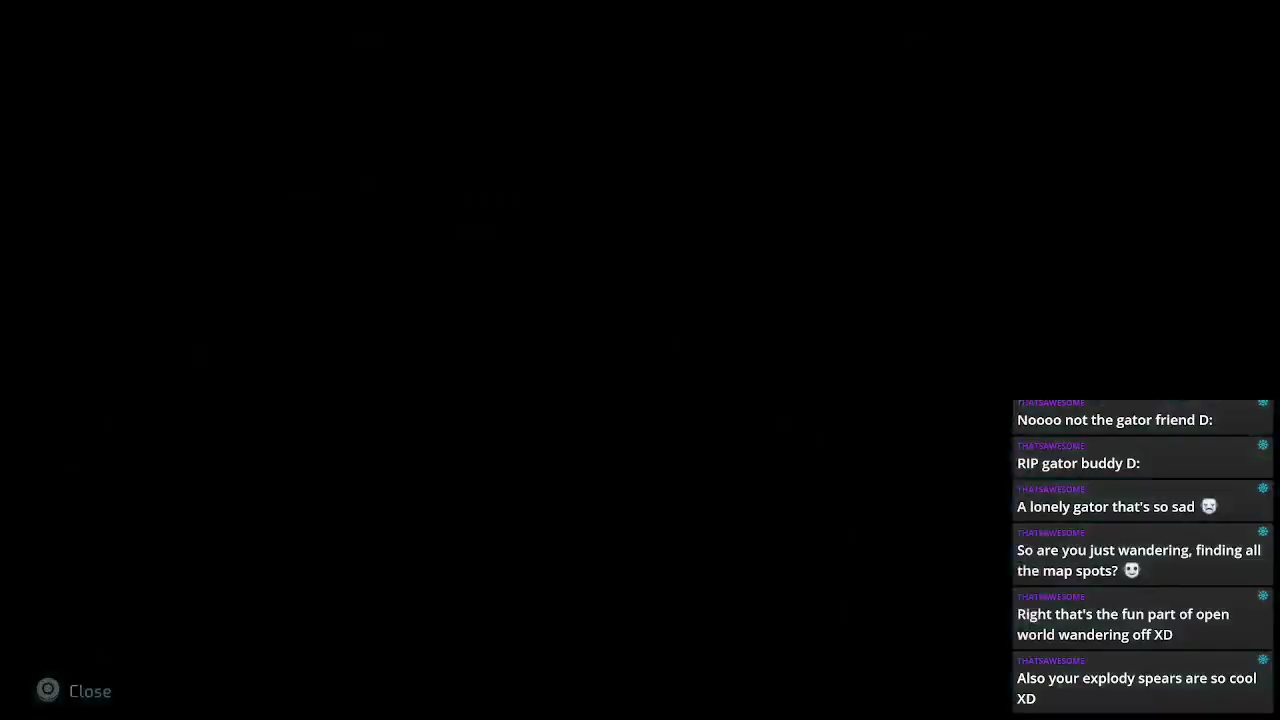 THATSAWESOME
Noooo not the gator friend D:
THATSAWESOME
RIP gator buddy D:
THATSAWESOME
A lonely gator that's so sad
THATSAWESOME
So are you just wandering, finding all
the map spots?
THATSAWESOME
Right that's the fun part of open
world wandering off XD
THATSAWESOME
Also your explody spears are so cool
XD
Close